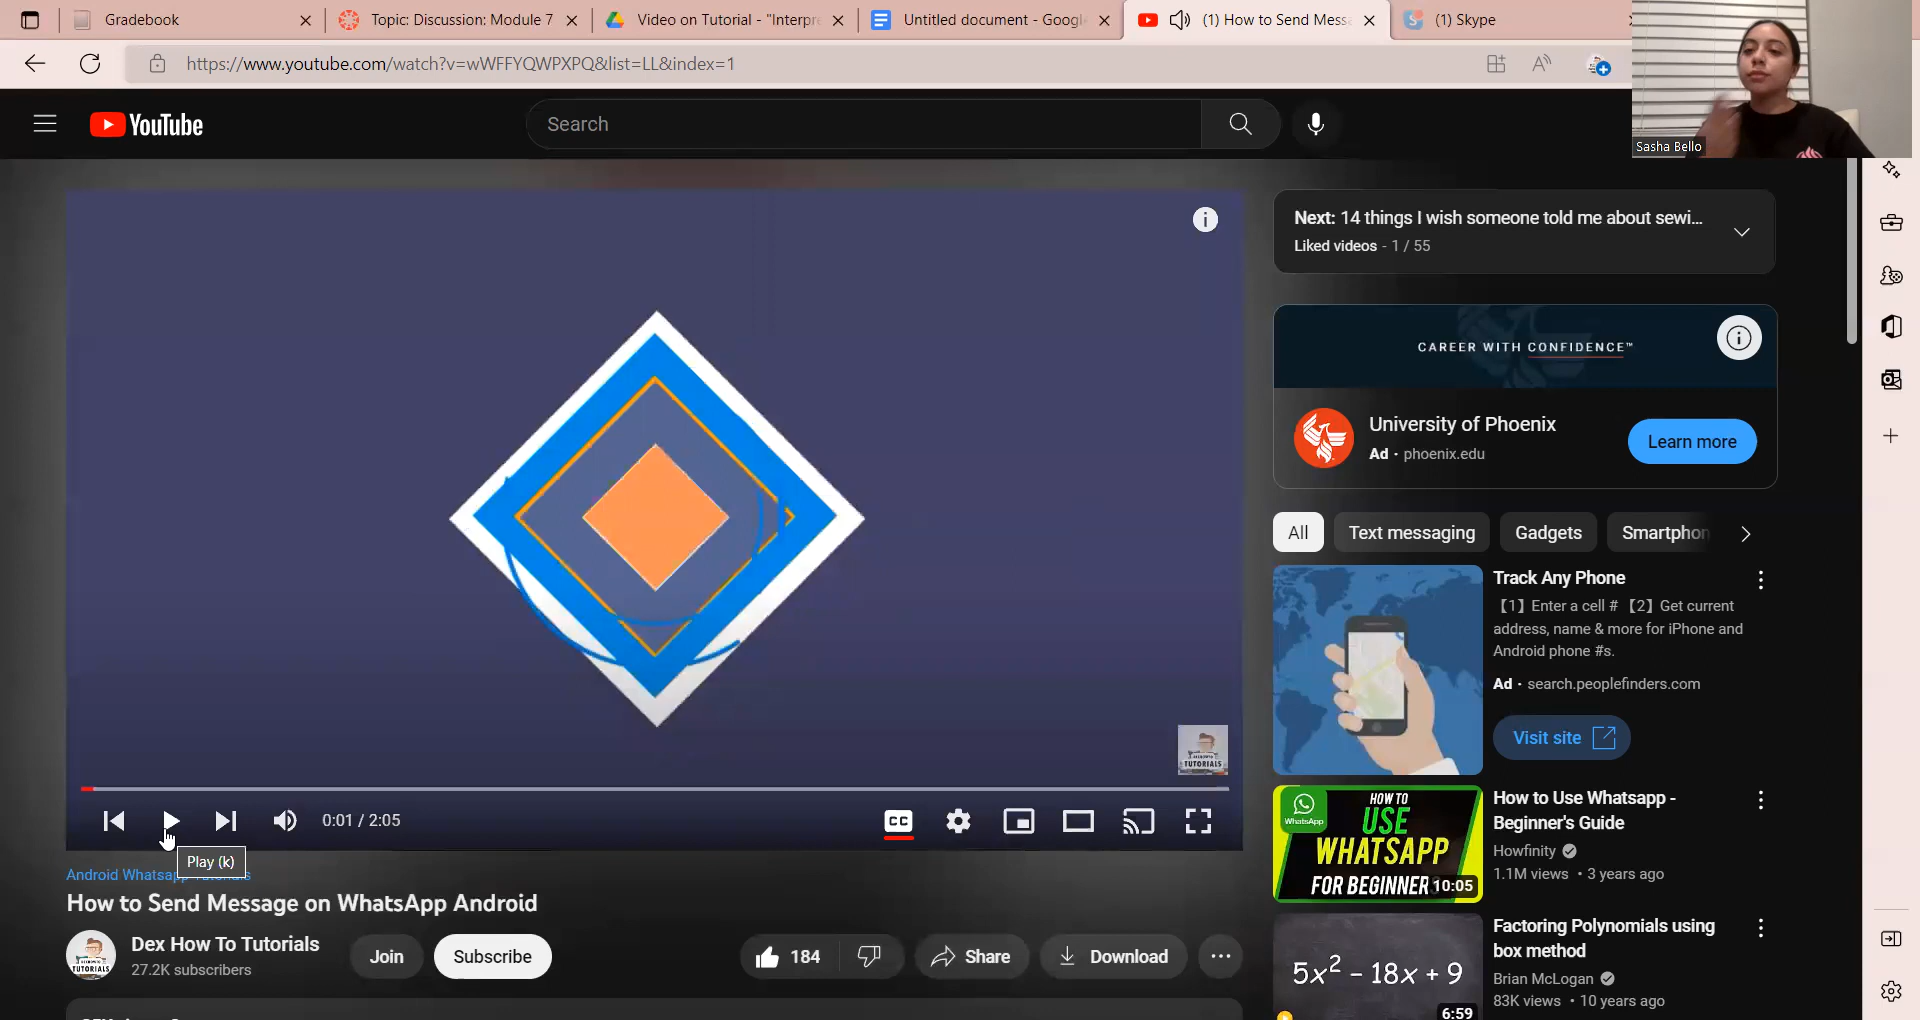 Gradebook
Topic: Discussion: Module 7
Video on Tutorial - "Interpre
Untitled document - Googl
(1) How to Send Mess
(1) Skype
https://www.youtube.com/watch?v=wWFFYQWPXPQ&list=LL&index=1
YouTube
Search
Sasha Bello
Next: 14 things I wish someone told me about sewi...
Liked videos - 1 / 55
CAREER WITH CONFIDENCE™
University of Phoenix
Ad · phoenix.edu
Learn more
All
Text messaging
Gadgets
Smartphon
Track Any Phone
【1】Enter a cell # 【2】Get current
address, name & more for iPhone and
Android phone #s.
Ad · search.peoplefinders.com
Visit site
TUTORIALS
0:01 / 2:05
CC
Play (k)
Android Whatsapp Tutorials
How to Send Message on WhatsApp Android
TUTORIALS
Dex How To Tutorials
27.2K subscribers
Join
Subscribe
184
Share
Download
WhatsApp
HOW TO
USE
WHATSAPP
FOR BEGINNER
10:05
How to Use Whatsapp -
Beginner's Guide
Howfinity
1.1M views • 3 years ago
5x² – 18x + 9
6:59
Factoring Polynomials using
box method
Brian McLogan
83K views • 10 years ago